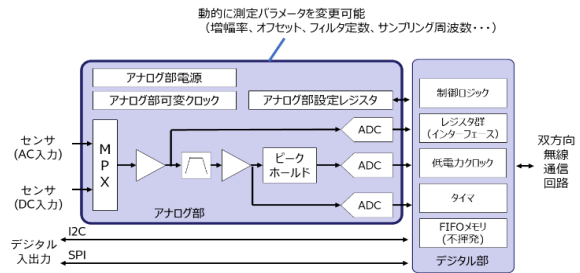 動的に測定パラメータを変更可能
(増幅率、オフセット、フィルタ定数、サンプリング周波数・・・)
アナログ部電源
アナログ部可変クロック
アナログ部設定レジスタ
センサ
(AC入力)
センサ
(DC入力)
MPX
ピーク
ホールド
ADC
ADC
ADC
アナログ部
制御ロジック
レジスタ群
(インターフェース)
低電力クロック
タイマ
FIFOメモリ
(不揮発)
デジタル部
双方向
無線
通信
回路
デジタル
入出力
I2C
SPI